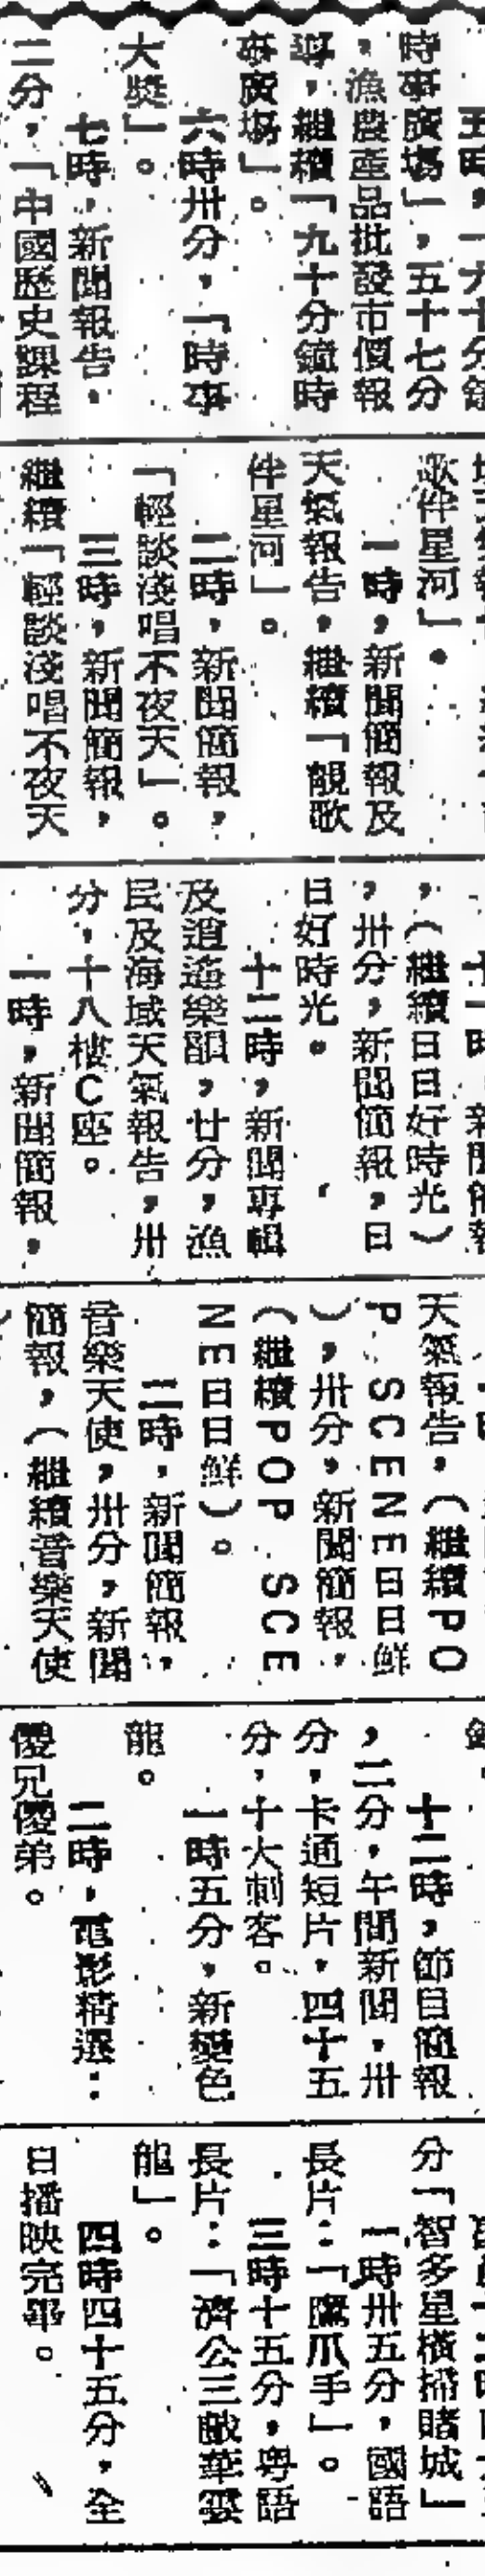 時事廣場」，五十七分
，漁農產品批發市價報
導，繼續「九十分鐘時
事廣場」。
六時卅分，「時事
大獎」。
七時，新聞報告，
二分，「中國歷史課程
歌伴星河」。
一時，新聞簡報及
天氣報告，繼續「靚歌
伴星河」。
二時，新聞簡報，
「輕談淺唱不夜天」。
三時，新聞簡報，
繼續「輕談淺唱不夜天
，（繼續日日好時光）
，卅分，新聞簡報，日
日好時光。
十二時，新聞專輯
及逍遙樂韻，廿分，漁
民及海域天氣報告，卅
分，十八樓C座。
一時，新聞簡報，
天氣報告，（繼續PO
P SCENE日日鮮
），卅分，新聞簡報，
（繼續POP SCE
NE日日鮮）。
二時，新聞簡報，
音樂天使，卅分，新聞
簡報，（繼續音樂天使
十二時，節目簡報
，二分，午間新聞，卅
分，卡通短片，四十五
分，十大刺客。
一時五分，新變色
龍。
二時，電影精選：
儍兄儍弟。
分「智多星橫掃賭城」
一時卅五分，國語
長片：「鷹爪手」。
三時十五分，粤語
長片：「濟公三戲華雲
龍」。
四時四十五分，全
日播映完畢。